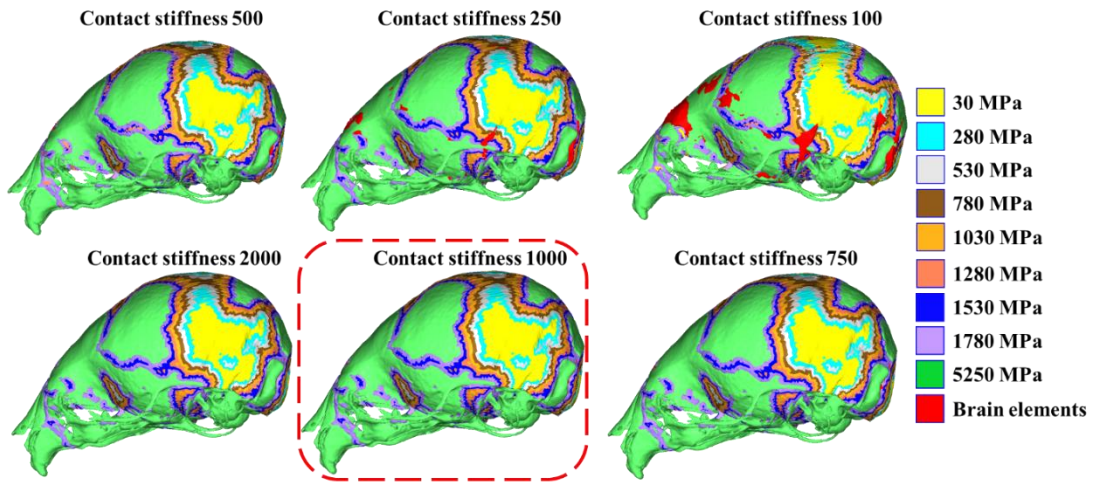 Contact stiffness 500
Contact stiffness 250
Contact stiffness 100
Contact stiffness 2000
Contact stiffness 1000
Contact stiffness 750
30 MPa
280 MPa
530 MPa
780 MPa
1030 MPa
1280 MPa
1530 MPa
1780 MPa
5250 MPa
Brain elements